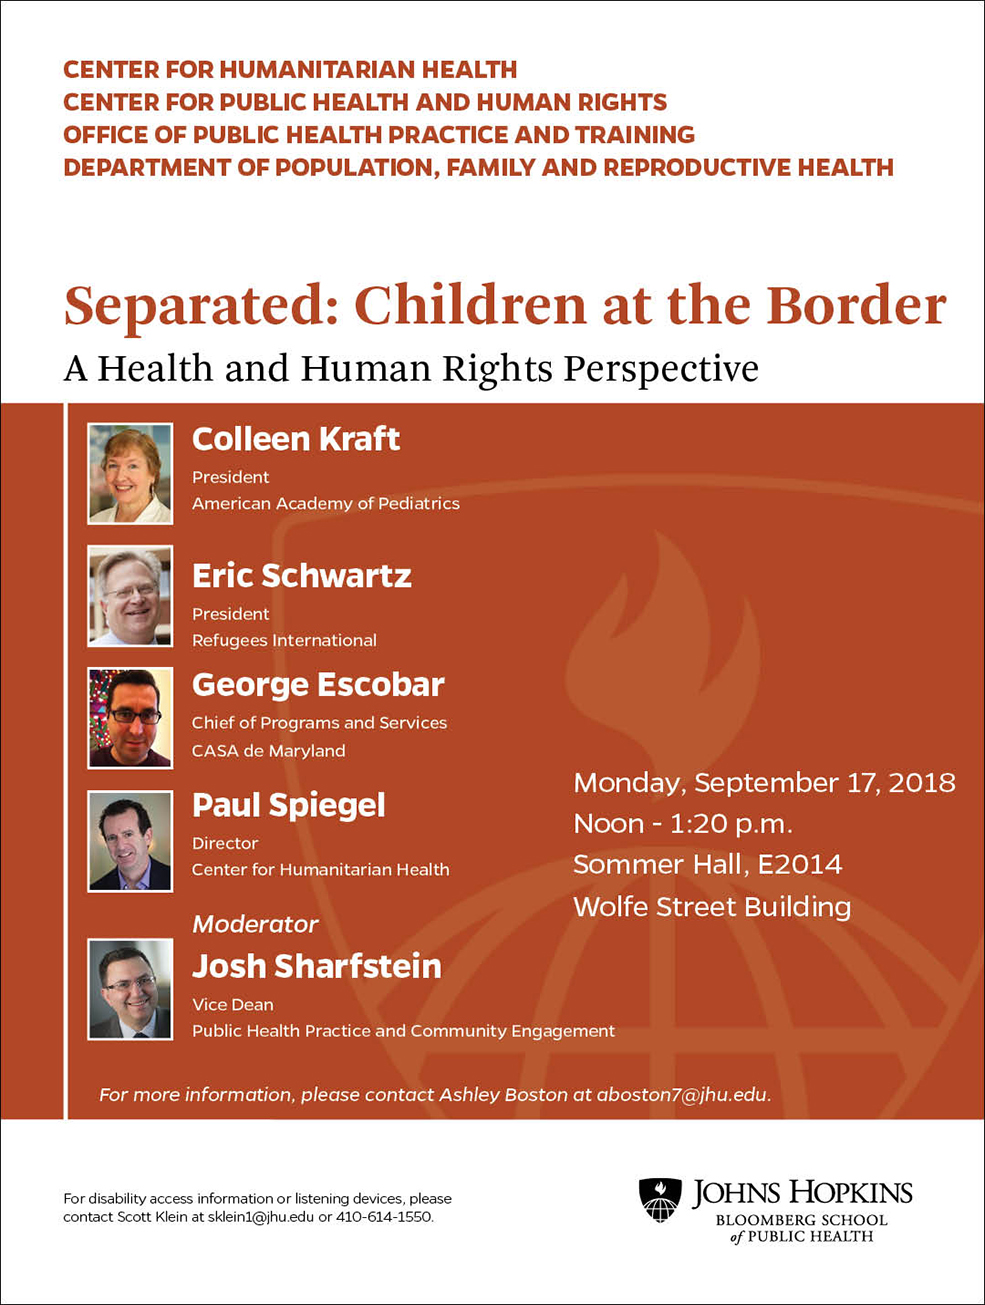 CENTER FOR HUMANITARIAN HEALTH
CENTER FOR PUBLIC HEALTH AND HUMAN RIGHTS
OFFICE OF PUBLIC HEALTH PRACTICE AND TRAINING
DEPARTMENT OF POPULATION, FAMILY AND REPRODUCTIVE HEALTH
Separated: Children at the Border
A Health and Human Rights Perspective
Colleen Kraft
President
American Academy of Pediatrics
Eric Schwartz
President
Refugees International
George Escobar
Chief of Programs and Services
CASA de Maryland
Paul Spiegel
Director
Center for Humanitarian Health
Moderator
Josh Sharfstein
Vice Dean
Public Health Practice and Community Engagement
Monday, September 17, 2018
Noon - 1:20 p.m.
Sommer Hall, E2014
Wolfe Street Building
For more information, please contact Ashley Boston at aboston7@jhu.edu.
For disability access information or listening devices, please
contact Scott Klein at sklein1@jhu.edu or 410-614-1550.
JOHNS HOPKINS
BLOOMBERG SCHOOL
of PUBLIC HEALTH